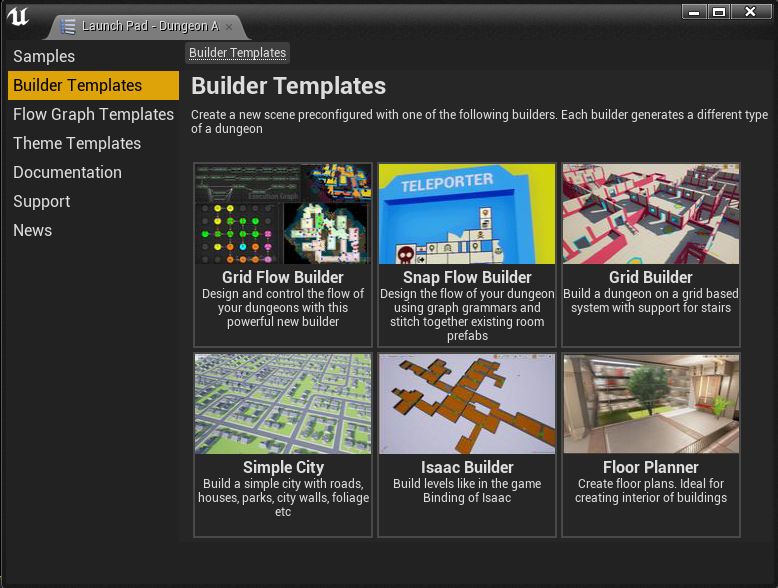 Launch Pad - Dungeon A
Samples
Builder Templates
Flow Graph Templates
Theme Templates
Documentation
Support
News
Builder Templates
Builder Templates
Create a new scene preconfigured with one of the following builders. Each builder generates a different type
of a dungeon
Execution Graph
Grid Flow Builder
Design and control the flow of
your dungeons with this
powerful new builder
TELEPORTER
Snap Flow Builder
Design the flow of your dungeon
using graph grammars and
stitch together existing room
prefabs
Grid Builder
Build a dungeon on a grid based
system with support for stairs
Simple City
Build a simple city with roads,
houses, parks, city walls, foliage
etc
Isaac Builder
Build levels like in the game
Binding of Isaac
Floor Planner
Create floor plans. Ideal for
creating interior of buildings